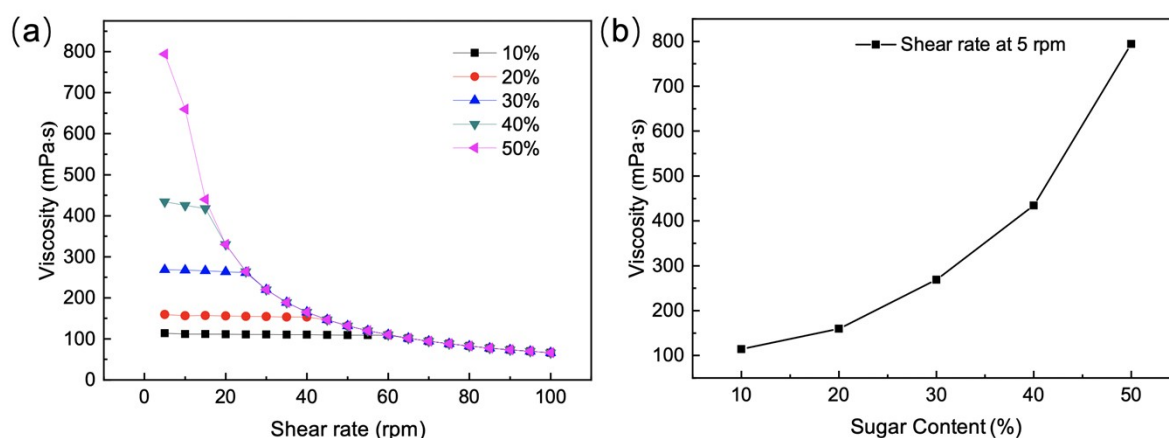 (a)
Viscosity (mPa·s)
800
700
600
500
400
300
200
100
0
10%
20%
30%
40%
50%
0 20 40 60 80 100
Shear rate (rpm)
(b)
Viscosity (mPa·s)
800
700
600
500
400
300
200
100
Shear rate at 5 rpm
10 20 30 40 50
Sugar Content (%)